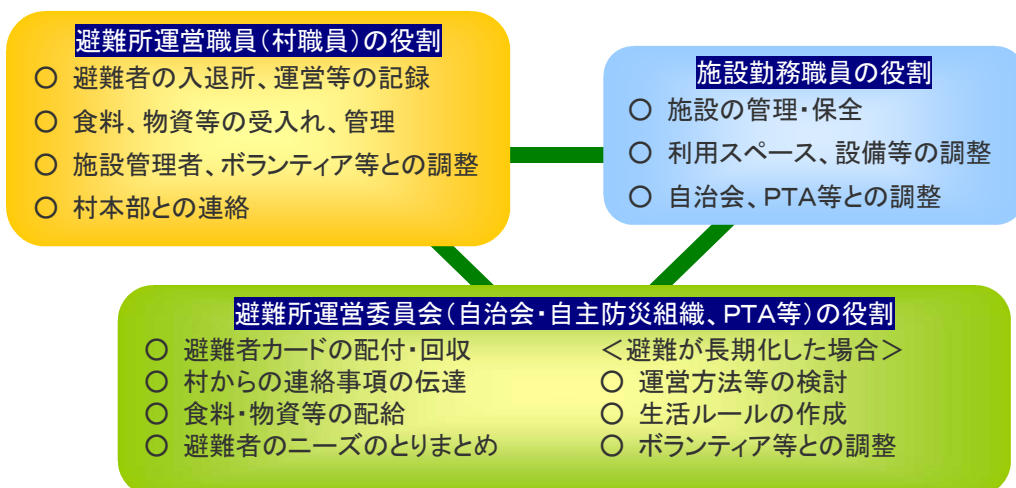 避難所運営職員（村職員）の役割
○ 避難者の入退所、運営等の記録
○ 食料、物資等の受入れ、管理
○ 施設管理者、ボランティア等との調整
○ 村本部との連絡
施設勤務職員の役割
○ 施設の管理・保全
○ 利用スペース、設備等の調整
○ 自治会、PTA等との調整
避難所運営委員会（自治会・自主防災組織、PTA等）の役割
○ 避難者カードの配付・回収
○ 村からの連絡事項の伝達
○ 食料・物資等の配給
○ 避難者のニーズのとりまとめ
＜避難が長期化した場合＞
○ 運営方法等の検討
○ 生活ルールの作成
○ ボランティア等との調整